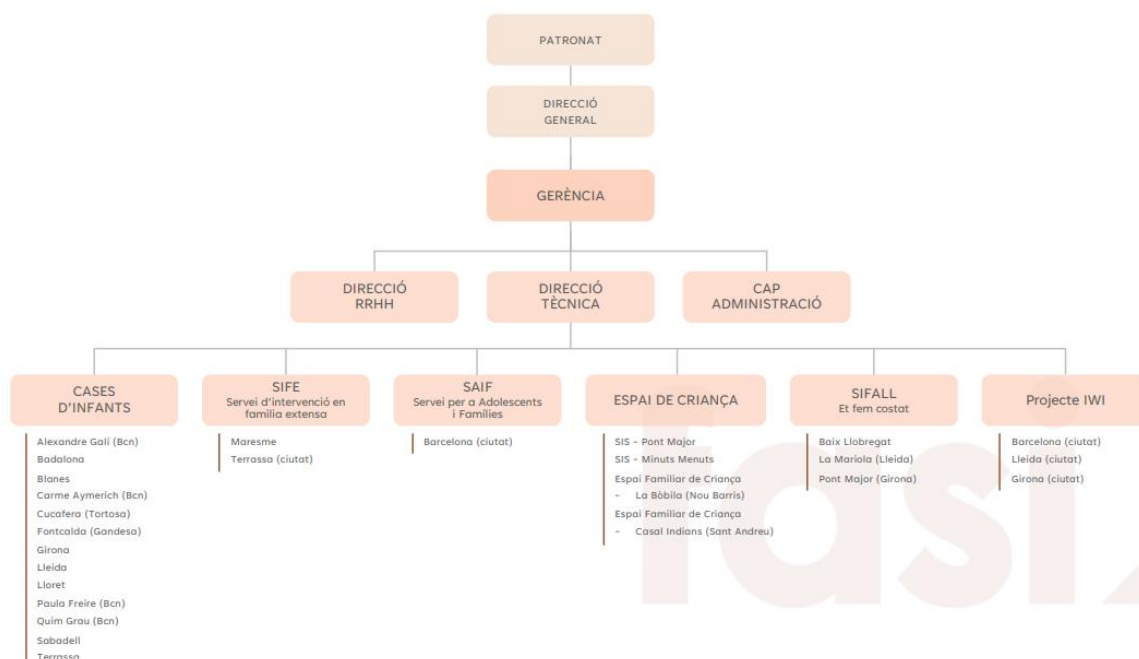 PATRONAT
DIRECCIÓ
GENERAL
GERÈNCIA
DIRECCIÓ
RRHH
DIRECCIÓ
TÈCNICA
CAP
ADMINISTRACIÓ
CASES
D'INFANTS
Alexandre Galí (Bcn)
Badalona
Blanes
Carme Aymerich (Bcn)
Cucafera (Tortosa)
Fontcalda (Gandesa)
Girona
Lleida
Lloret
Paula Freire (Bcn)
Quim Grau (Bcn)
Sabadell
Terrassa
SIFE
Servei d'intervenció en
família extensa
Maresme
Terrassa (ciutat)
SAIF
Servei per a Adolescents
i Famílies
Barcelona (ciutat)
ESPAI DE CRIANÇA
SIS - Pont Major
SIS - Minuts Menuts
Espai Familiar de Criança
- La Bòbila (Nou Barris)
Espai Familiar de Criança
- Casal Indians (Sant Andreu)
SIFALL
Et fem costat
Baix Llobregat
La Mariola (Lleida)
Pont Major (Girona)
Projecte IWI
Barcelona (ciutat)
Lleida (ciutat)
Girona (ciutat)
fasi